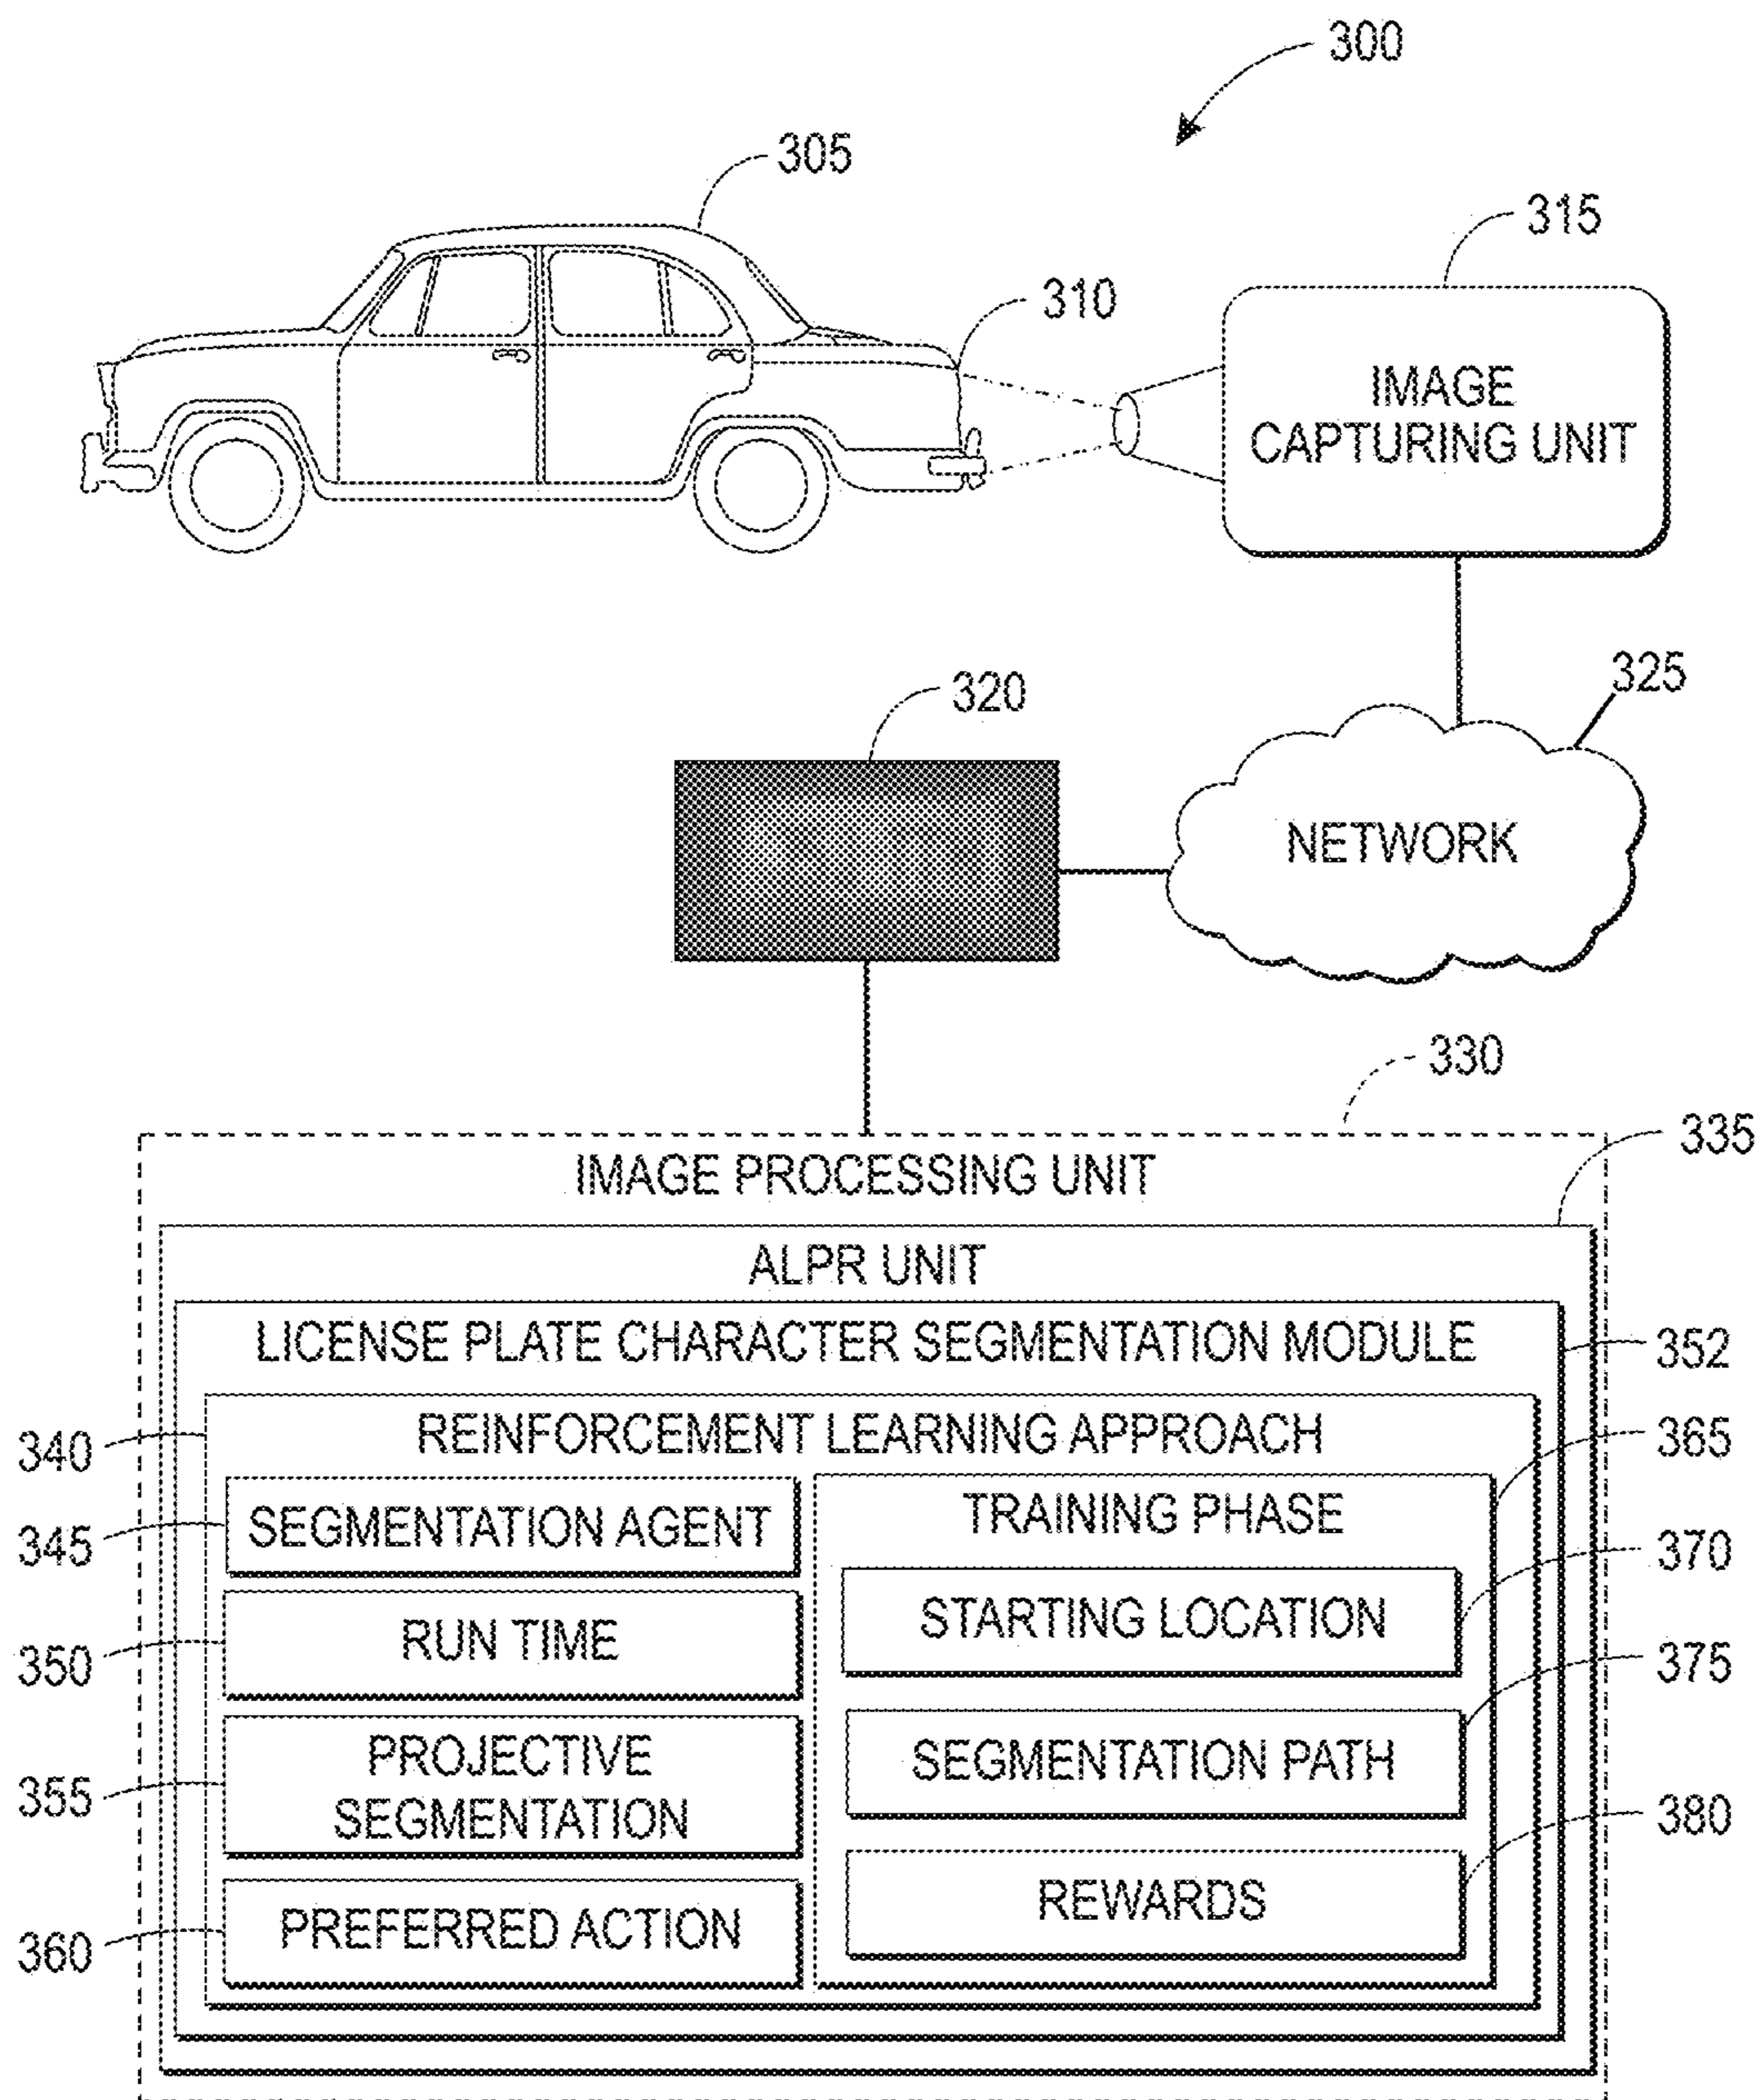 300
305
315
310
IMAGE
CAPTURING UNIT
325
320
NETWORK
330
335
IMAGE PROCESSING UNIT
ALPR UNIT
LICENSE PLATE CHARACTER SEGMENTATION MODULE
352
340
REINFORCEMENT LEARNING APPROACH
365
345
SEGMENTATION AGENT
TRAINING PHASE
370
350
RUN TIME
STARTING LOCATION
375
355
PROJECTIVE
SEGMENTATION
SEGMENTATION PATH
380
360
PREFERRED ACTION
REWARDS